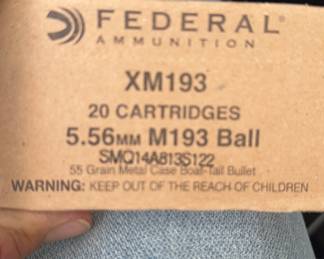 FEDERAL®
AMMUNITION
XM193
20 CARTRIDGES
5.56MM M193 Ball
SMQ14A813S122
55 Grain Metal Case Boat-Tail Bullet
WARNING: KEEP OUT OF THE REACH OF CHILDREN